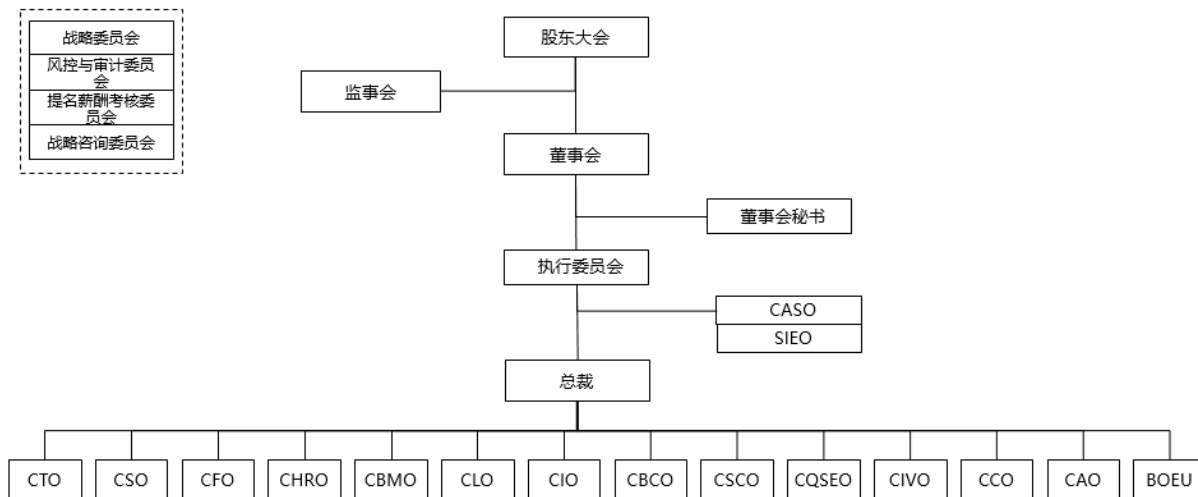 战略委员会
风控与审计委员
会
提名薪酬考核委
员会
战略咨询委员会
股东大会
监事会
董事会
董事会秘书
执行委员会
CASO
SIEO
总裁
CTO
CSO
CFO
CHRO
CBMO
CLO
CIO
CBCO
CSCO
CQSEO
CIVO
CCO
CAO
BOEU